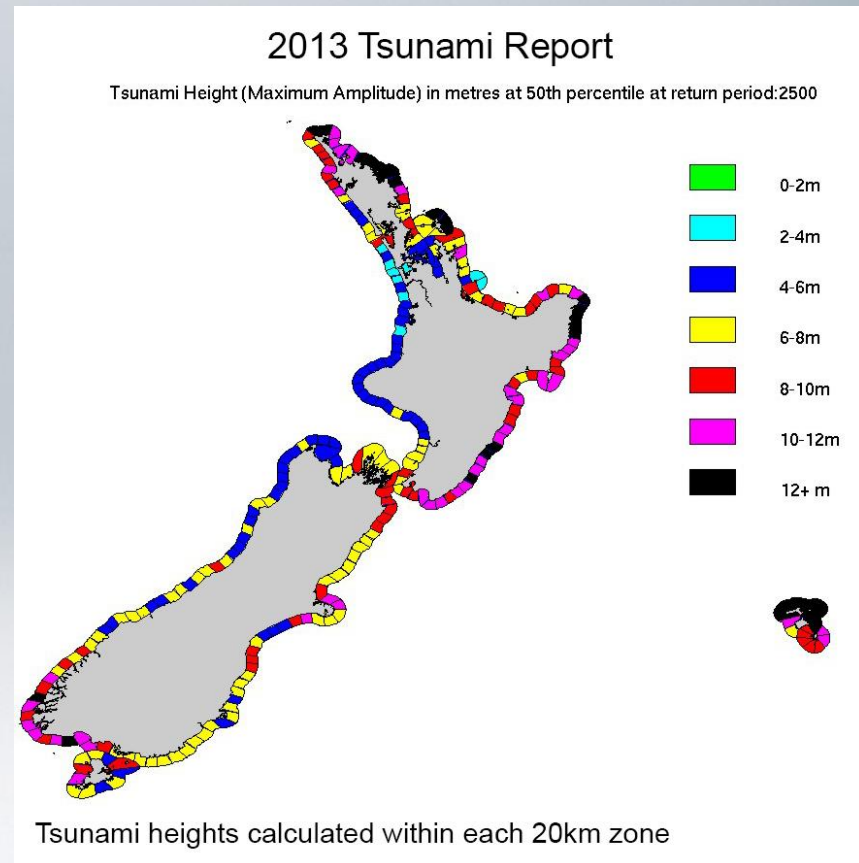 2013 Tsunami Report
Tsunami Height (Maximum Amplitude) in metres at 50th percentile at return period:2500
0-2m
2-4m
4-6m
6-8m
8-10m
10-12m
12+ m
Tsunami heights calculated within each 20km zone